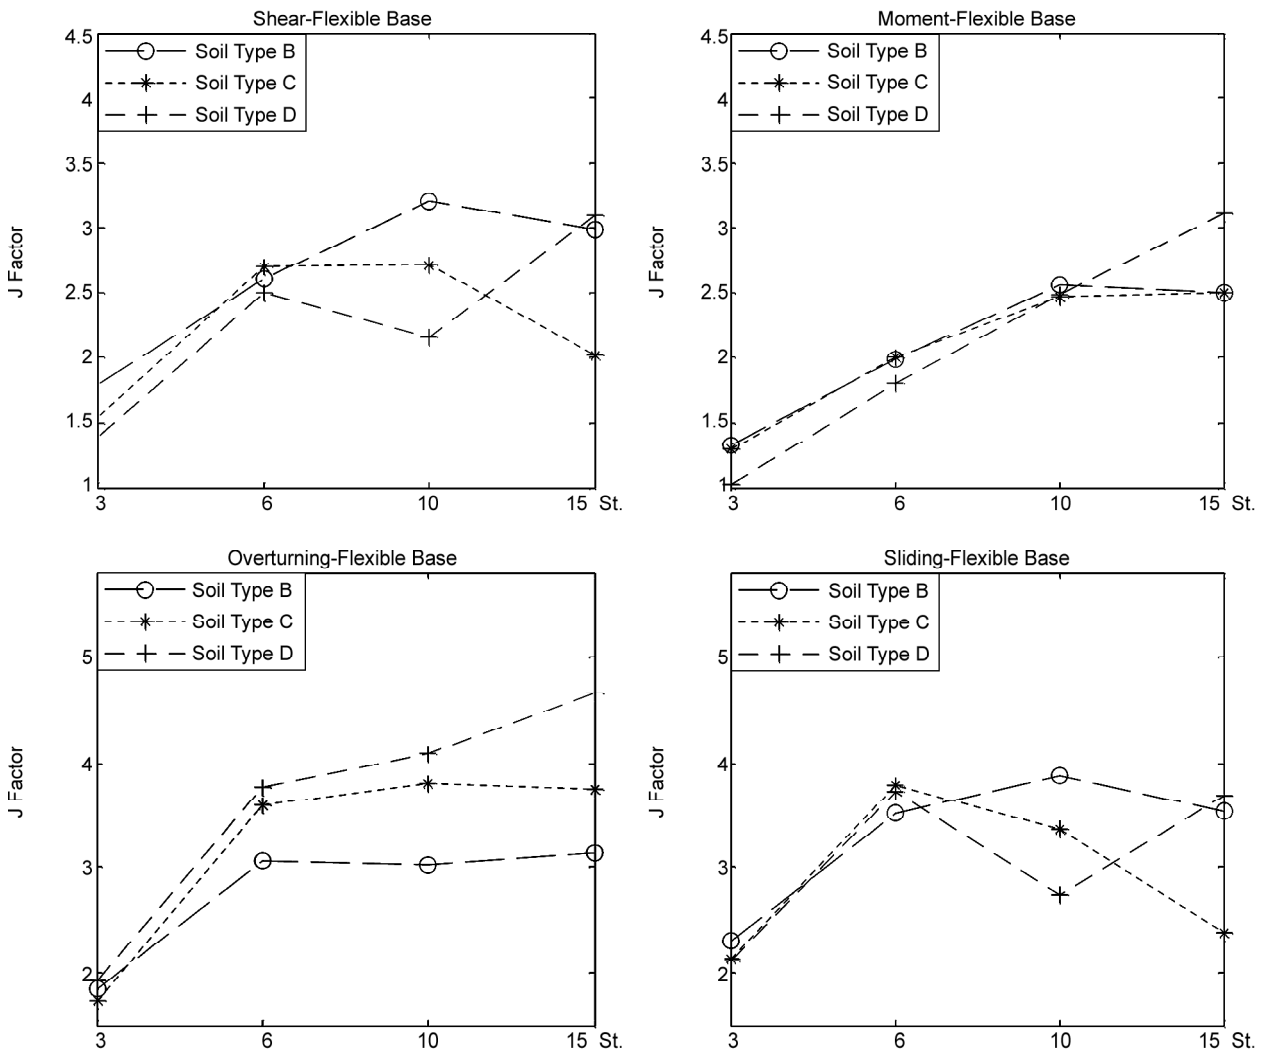 Shear-Flexible Base
4.5
Soil Type B
Soil Type C
4
Soil Type D
3.5
3
J Factor
2.5
2
1.5
1
3 6 10 15 St.
Moment-Flexible Base
4.5
Soil Type B
Soil Type C
4
Soil Type D
3.5
3
J Factor
2.5
2
1.5
1
3 6 10 15 St.
Overturning-Flexible Base
Soil Type B
Soil Type C
Soil Type D
5
4
J Factor
3
2
3 6 10 15 St.
Sliding-Flexible Base
Soil Type B
Soil Type C
Soil Type D
5
4
J Factor
3
2
3 6 10 15 St.